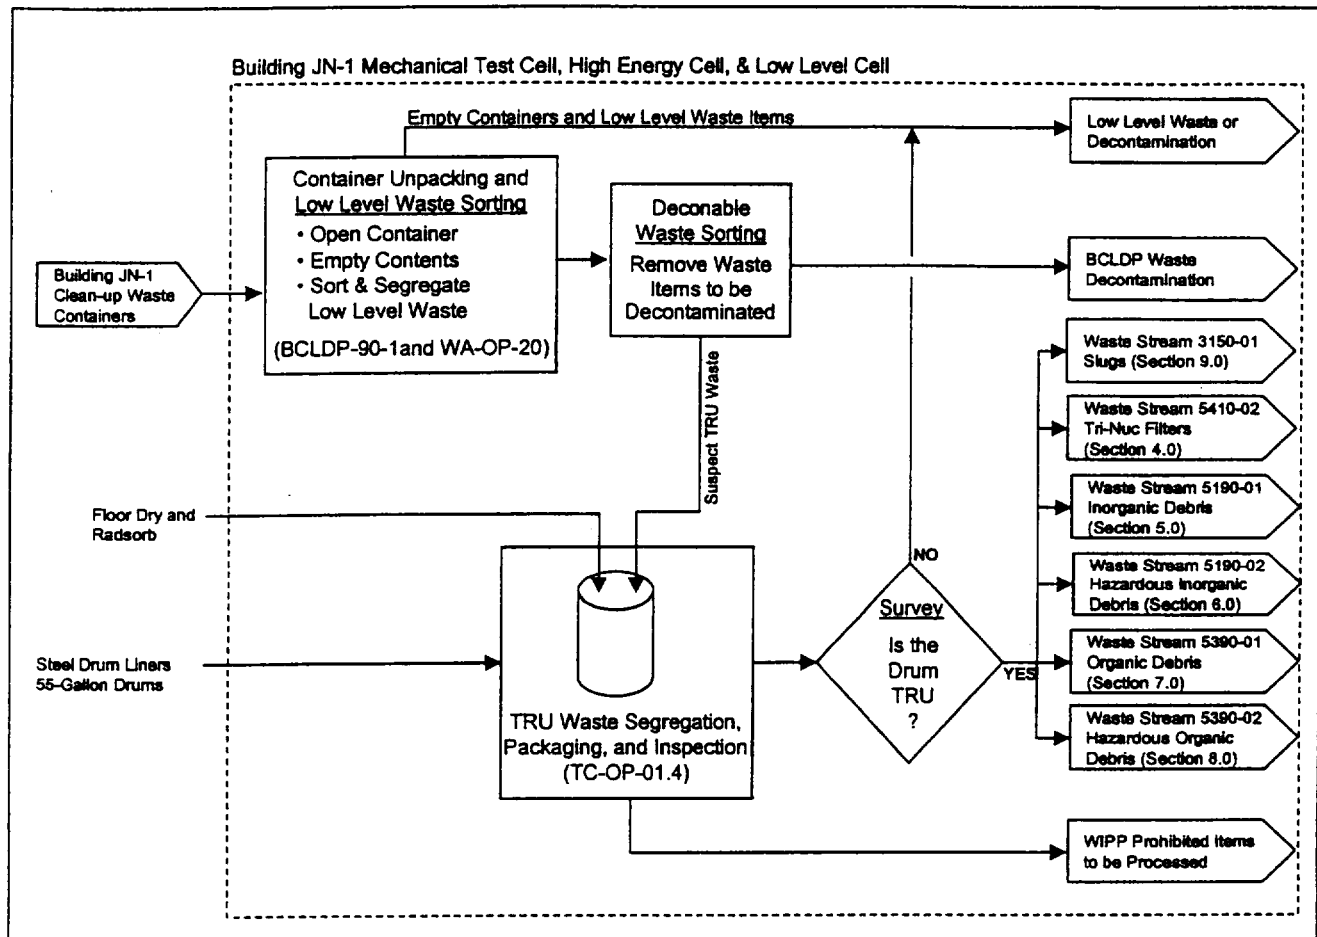 Building JN-1 Mechanical Test Cell, High Energy Cell, & Low Level Cell
Empty Containers and Low Level Waste Items
Low Level Waste or
Decontamination
Container Unpacking and
Low Level Waste Sorting
• Open Container
• Empty Contents
• Sort & Segregate
Low Level Waste
(BCLDP-90-1and WA-OP-20)
Deconable
Waste Sorting
Remove Waste
Items to be
Decontaminated
BCLDP Waste
Decontamination
Building JN-1
Clean-up Waste
Containers
Suspect TRU Waste
Waste Stream 3150-01
Slugs (Section 9.0)
Waste Stream 5410-02
Tri-Nuc Filters
(Section 4.0)
Floor Dry and
Radsorb
Waste Stream 5190-01
Inorganic Debris
(Section 5.0)
NO
Waste Stream 5190-02
Hazardous Inorganic
Debris (Section 6.0)
Survey
Is the
Drum
TRU
?
YES
Steel Drum Liners
55-Gallon Drums
Waste Stream 5390-01
Organic Debris
(Section 7.0)
TRU Waste Segregation,
Packaging, and Inspection
(TC-OP-01.4)
Waste Stream 5390-02
Hazardous Organic
Debris (Section 8.0)
WIPP Prohibited Items
to be Processed